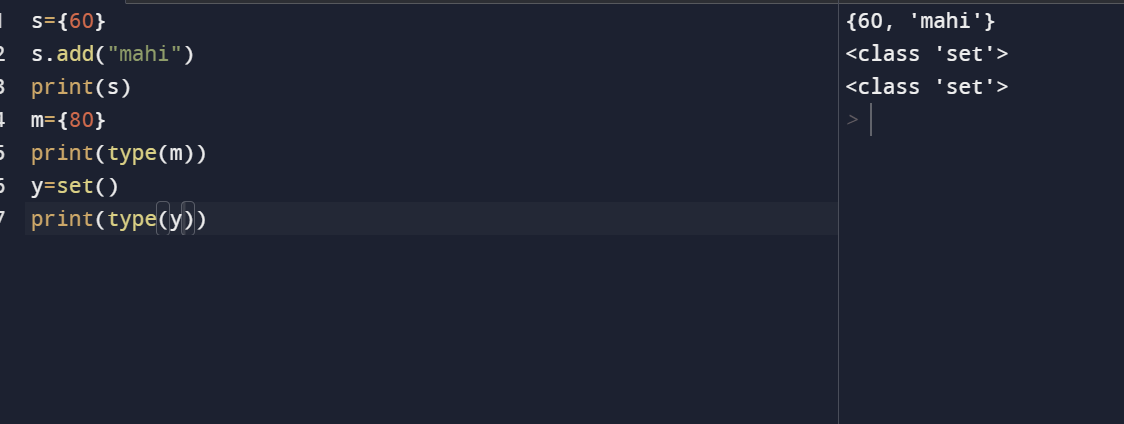 1 s={60}
2 s.add("mahi")
3 print(s)
4 m={80}
5 print(type(m))
6 y=set()
7 print(type(y))
{60, 'mahi'}
<class 'set'>
<class 'set'>
>